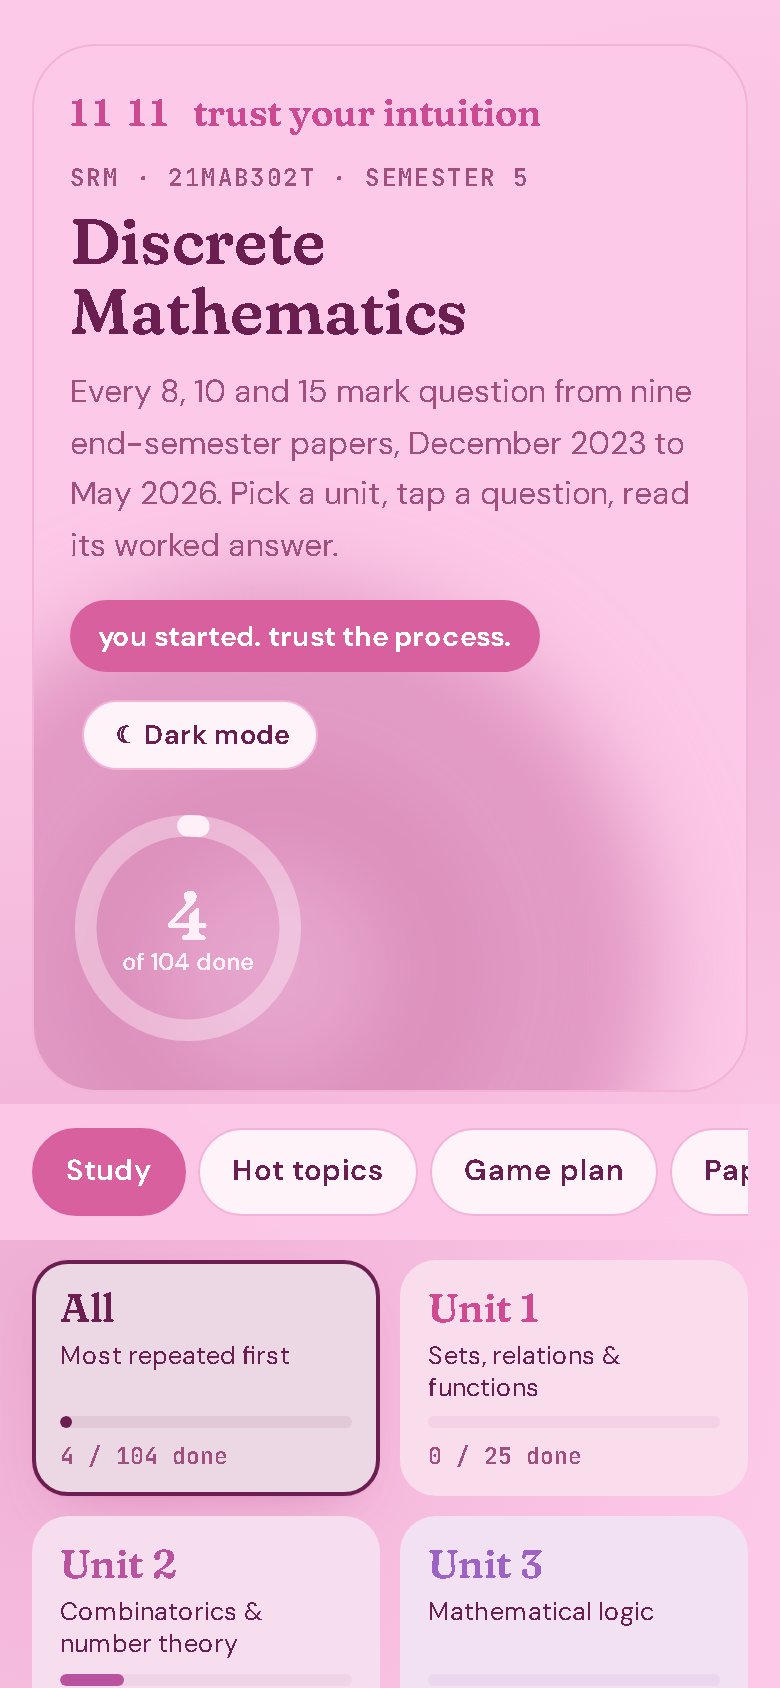 11 11 trust your intuition
SRM · 21MAB302T · SEMESTER 5
Discrete
Mathematics
Every 8, 10 and 15 mark question from nine
end-semester papers, December 2023 to
May 2026. Pick a unit, tap a question, read
its worked answer.
you started. trust the process.
☾ Dark mode
4
of 104 done
Study
Hot topics
Game plan
Pap
All
Most repeated first
4 / 104 done
Unit 1
Sets, relations &
functions
0 / 25 done
Unit 2
Combinatorics &
number theory
Unit 3
Mathematical logic